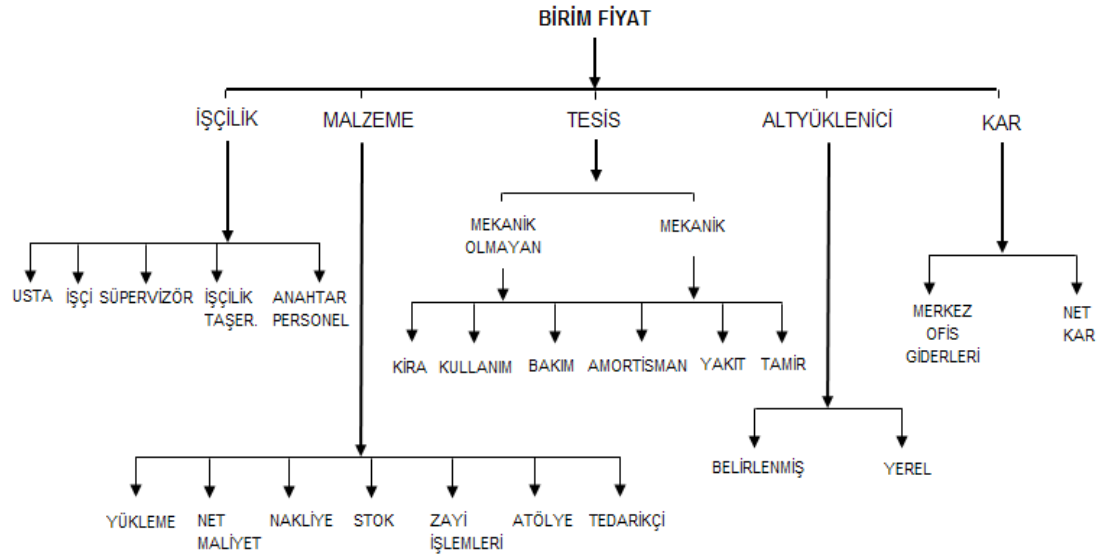 BİRİM FİYAT
İŞÇİLİK
MALZEME
TESİS
ALTYÜKLENİCİ
KAR
MEKANİK
OLMAYAN
MEKANİK
USTA
İŞÇİ
SÜPERVİZÖR
İŞÇİLİK
TAŞER.
ANAHTAR
PERSONEL
MERKEZ
OFİS
GİDERLERİ
NET
KAR
KİRA
KULLANIM
BAKIM
AMORTİSMAN
YAKIT
TAMİR
BELİRLENMİŞ
YEREL
YÜKLEME
NET
MALİYET
NAKLİYE
STOK
ZAYİ
İŞLEMLERİ
ATÖLYE
TEDARİKÇİ